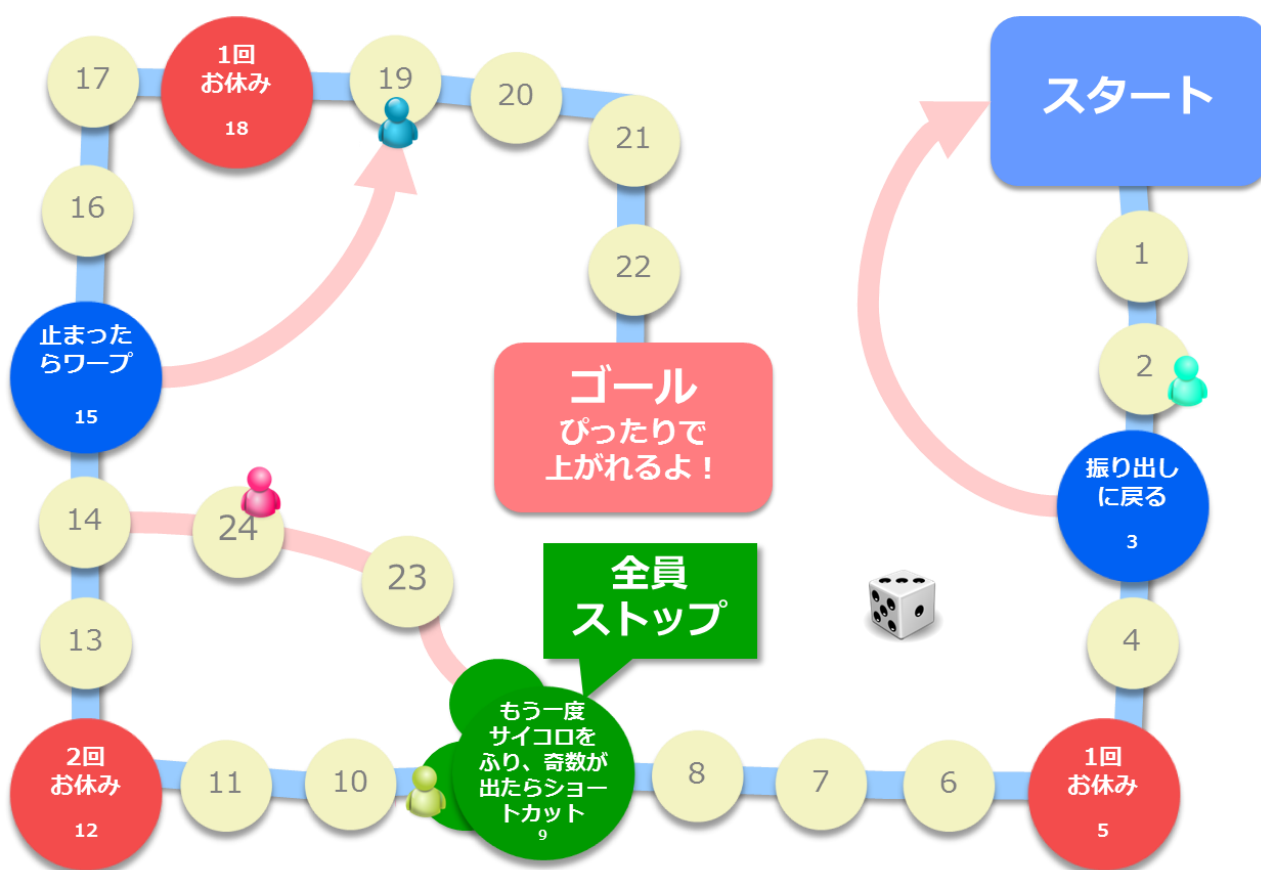 スタート
1
2
振り出し
に戻る
3
4
1回
お休み
5
6
7
8
全員
ストップ
もう一度
サイコロを
ふり、奇数が
出たらショー
トカット
9
10
11
2回
お休み
12
13
14
23
24
止まった
らワープ
15
16
17
1回
お休み
18
19
20
21
22
ゴール
ぴったりで
上がれるよ！